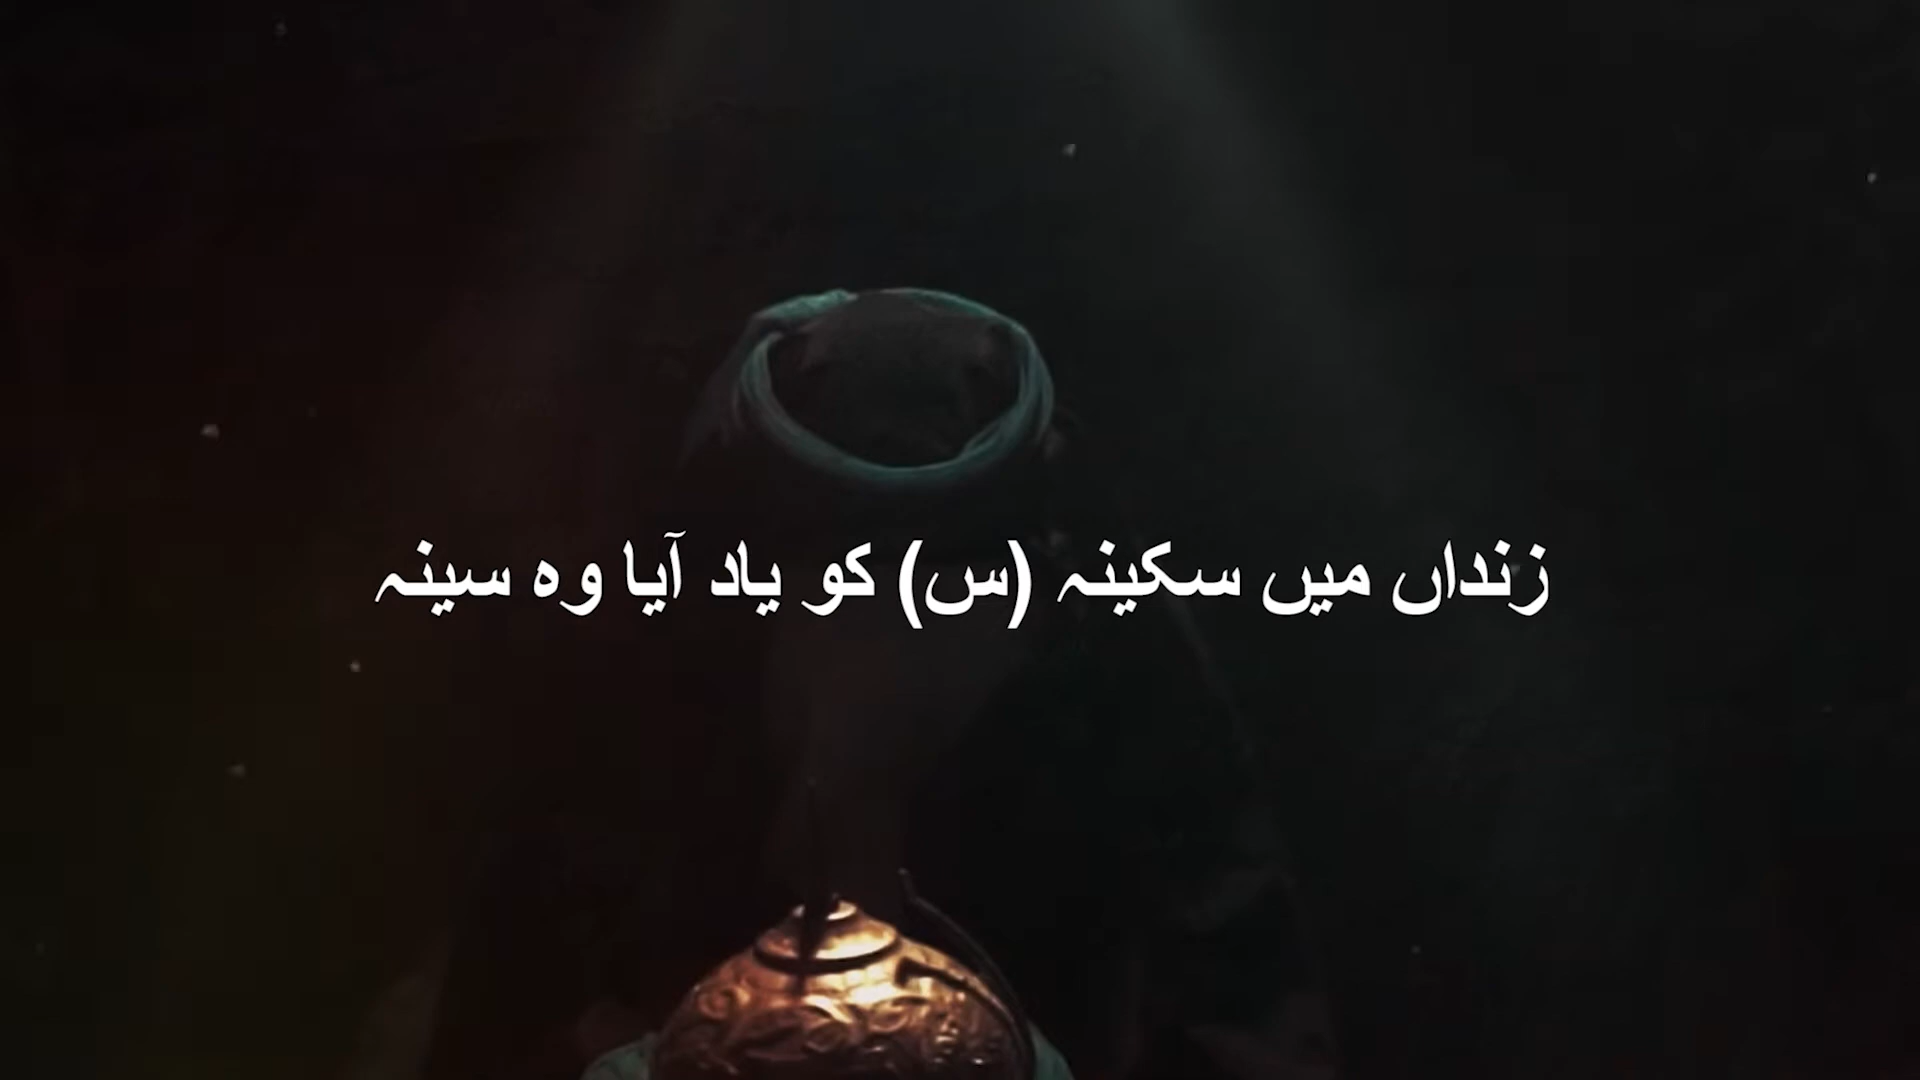 زنداں میں سکینہ (س) کو یاد آیا وہ سینہ